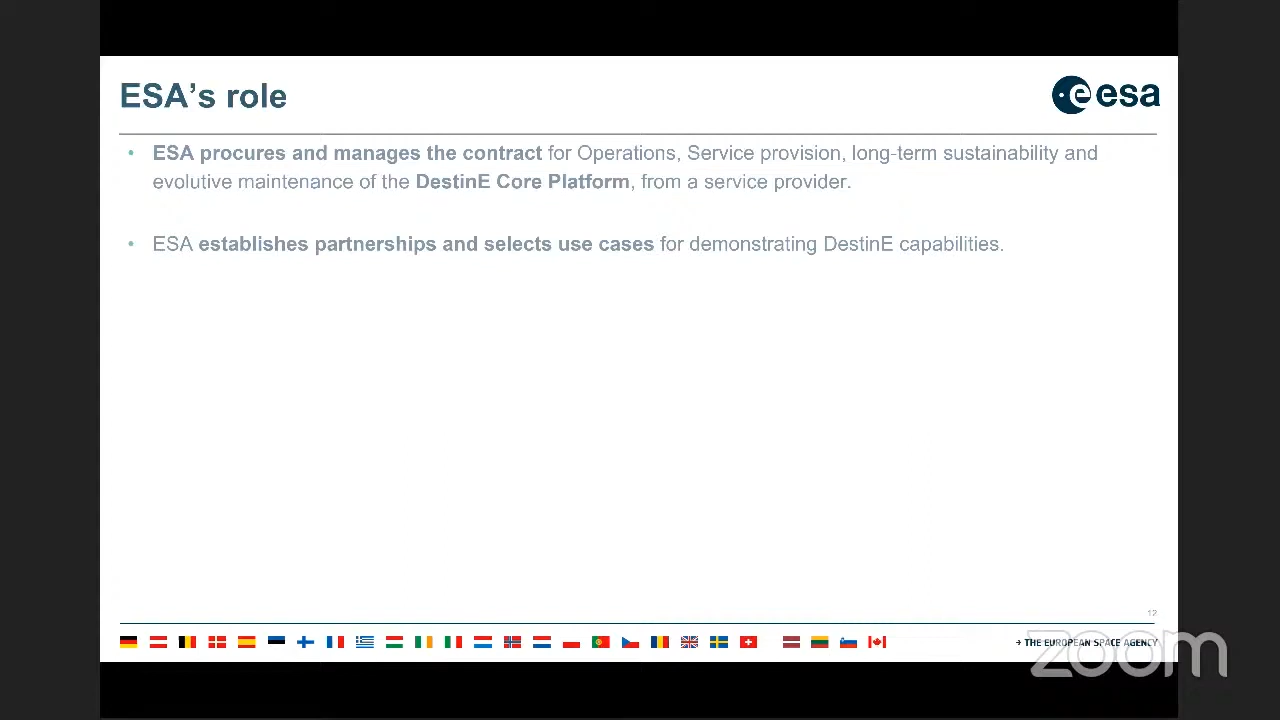 ESA's role
esa
• ESA procures and manages the contract for Operations, Service provision, long-term sustainability and
evolutive maintenance of the DestinE Core Platform, from a service provider.
• ESA establishes partnerships and selects use cases for demonstrating DestinE capabilities.
12
→ THE EUROPEAN SPACE AGENCY
zoom